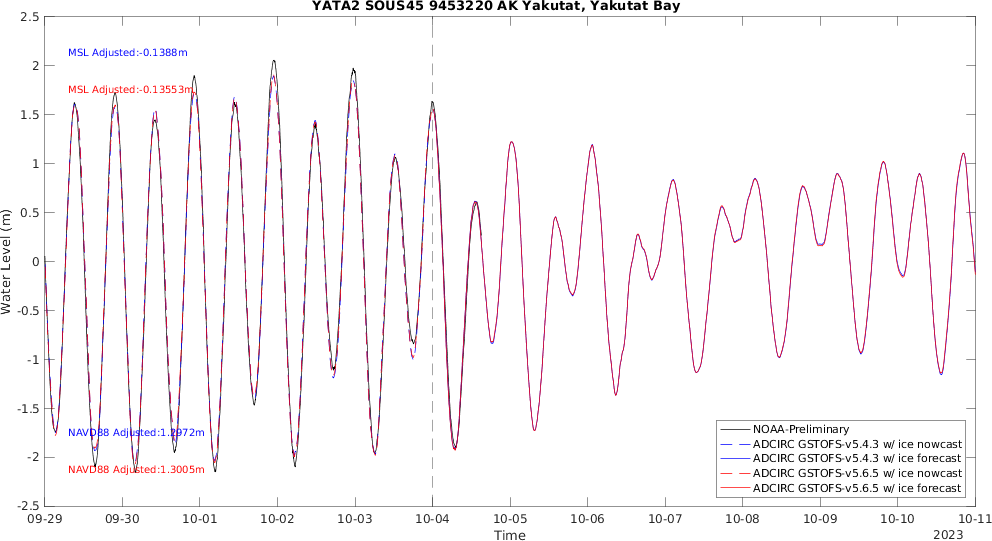 YATA2 SOUS45 9453220 AK Yakutat, Yakutat Bay
2.5
2
1.5
1
0.5
0
-0.5
-1
-1.5
-2
-2.5
Water Level (m)
MSL Adjusted:-0.1388m
MSL Adjusted:-0.13553m
NAVD88 Adjusted:1.2972m
NAVD88 Adjusted:1.3005m
NOAA-Preliminary
ADCIRC GSTOFS-v5.4.3 w/ ice nowcast
ADCIRC GSTOFS-v5.4.3 w/ ice forecast
ADCIRC GSTOFS-v5.6.5 w/ ice nowcast
ADCIRC GSTOFS-v5.6.5 w/ ice forecast
09-29 09-30 10-01 10-02 10-03 10-04 10-05 10-06 10-07 10-08 10-09 10-10 10-11
Time
2023